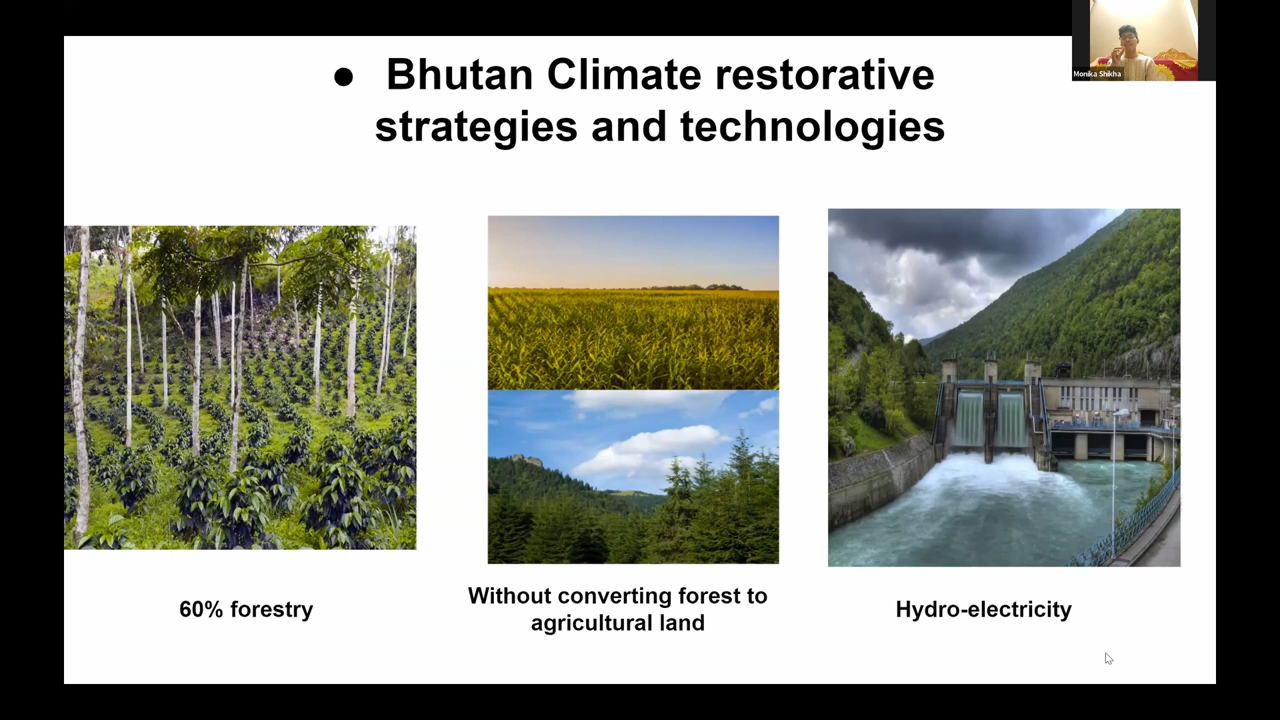 Monika Shikha
● Bhutan Climate restorative
strategies and technologies
60% forestry
Without converting forest to
agricultural land
Hydro-electricity